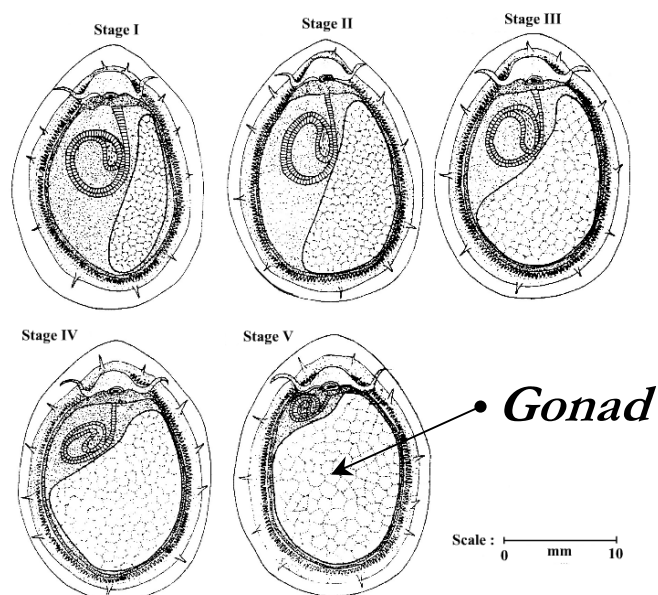 Stage I
Stage II
Stage III
Stage IV
Stage V
• Gonad
Scale :
0 mm 10